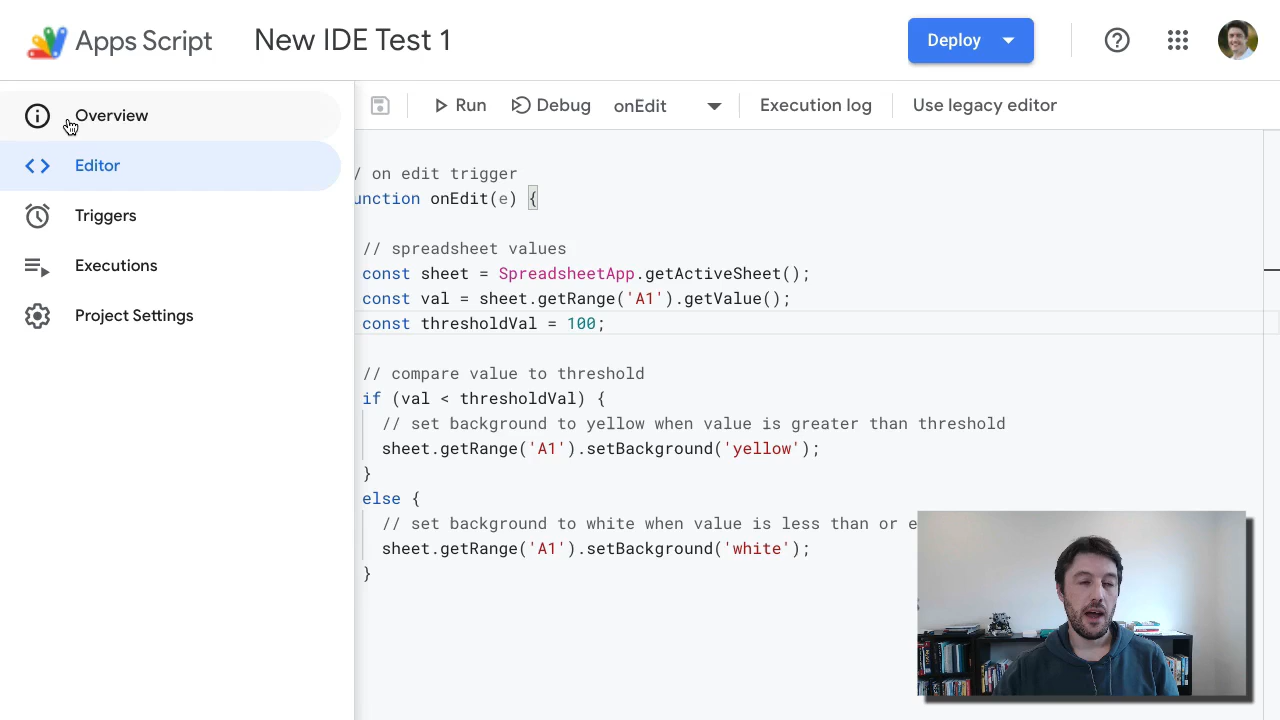 Apps Script New IDE Test 1 Deploy
Overview
Editor
Triggers
Executions
Project Settings
Run Debug onEdit Execution log Use legacy editor
/ on edit trigger
unction onEdit(e) {
// spreadsheet values
const sheet = SpreadsheetApp.getActiveSheet();
const val = sheet.getRange('A1').getValue();
const thresholdVal = 100;
// compare value to threshold
if (val < thresholdVal) {
// set background to yellow when value is greater than threshold
sheet.getRange('A1').setBackground('yellow');
}
else {
// set background to white when value is less than or e
sheet.getRange('A1').setBackground('white');
}